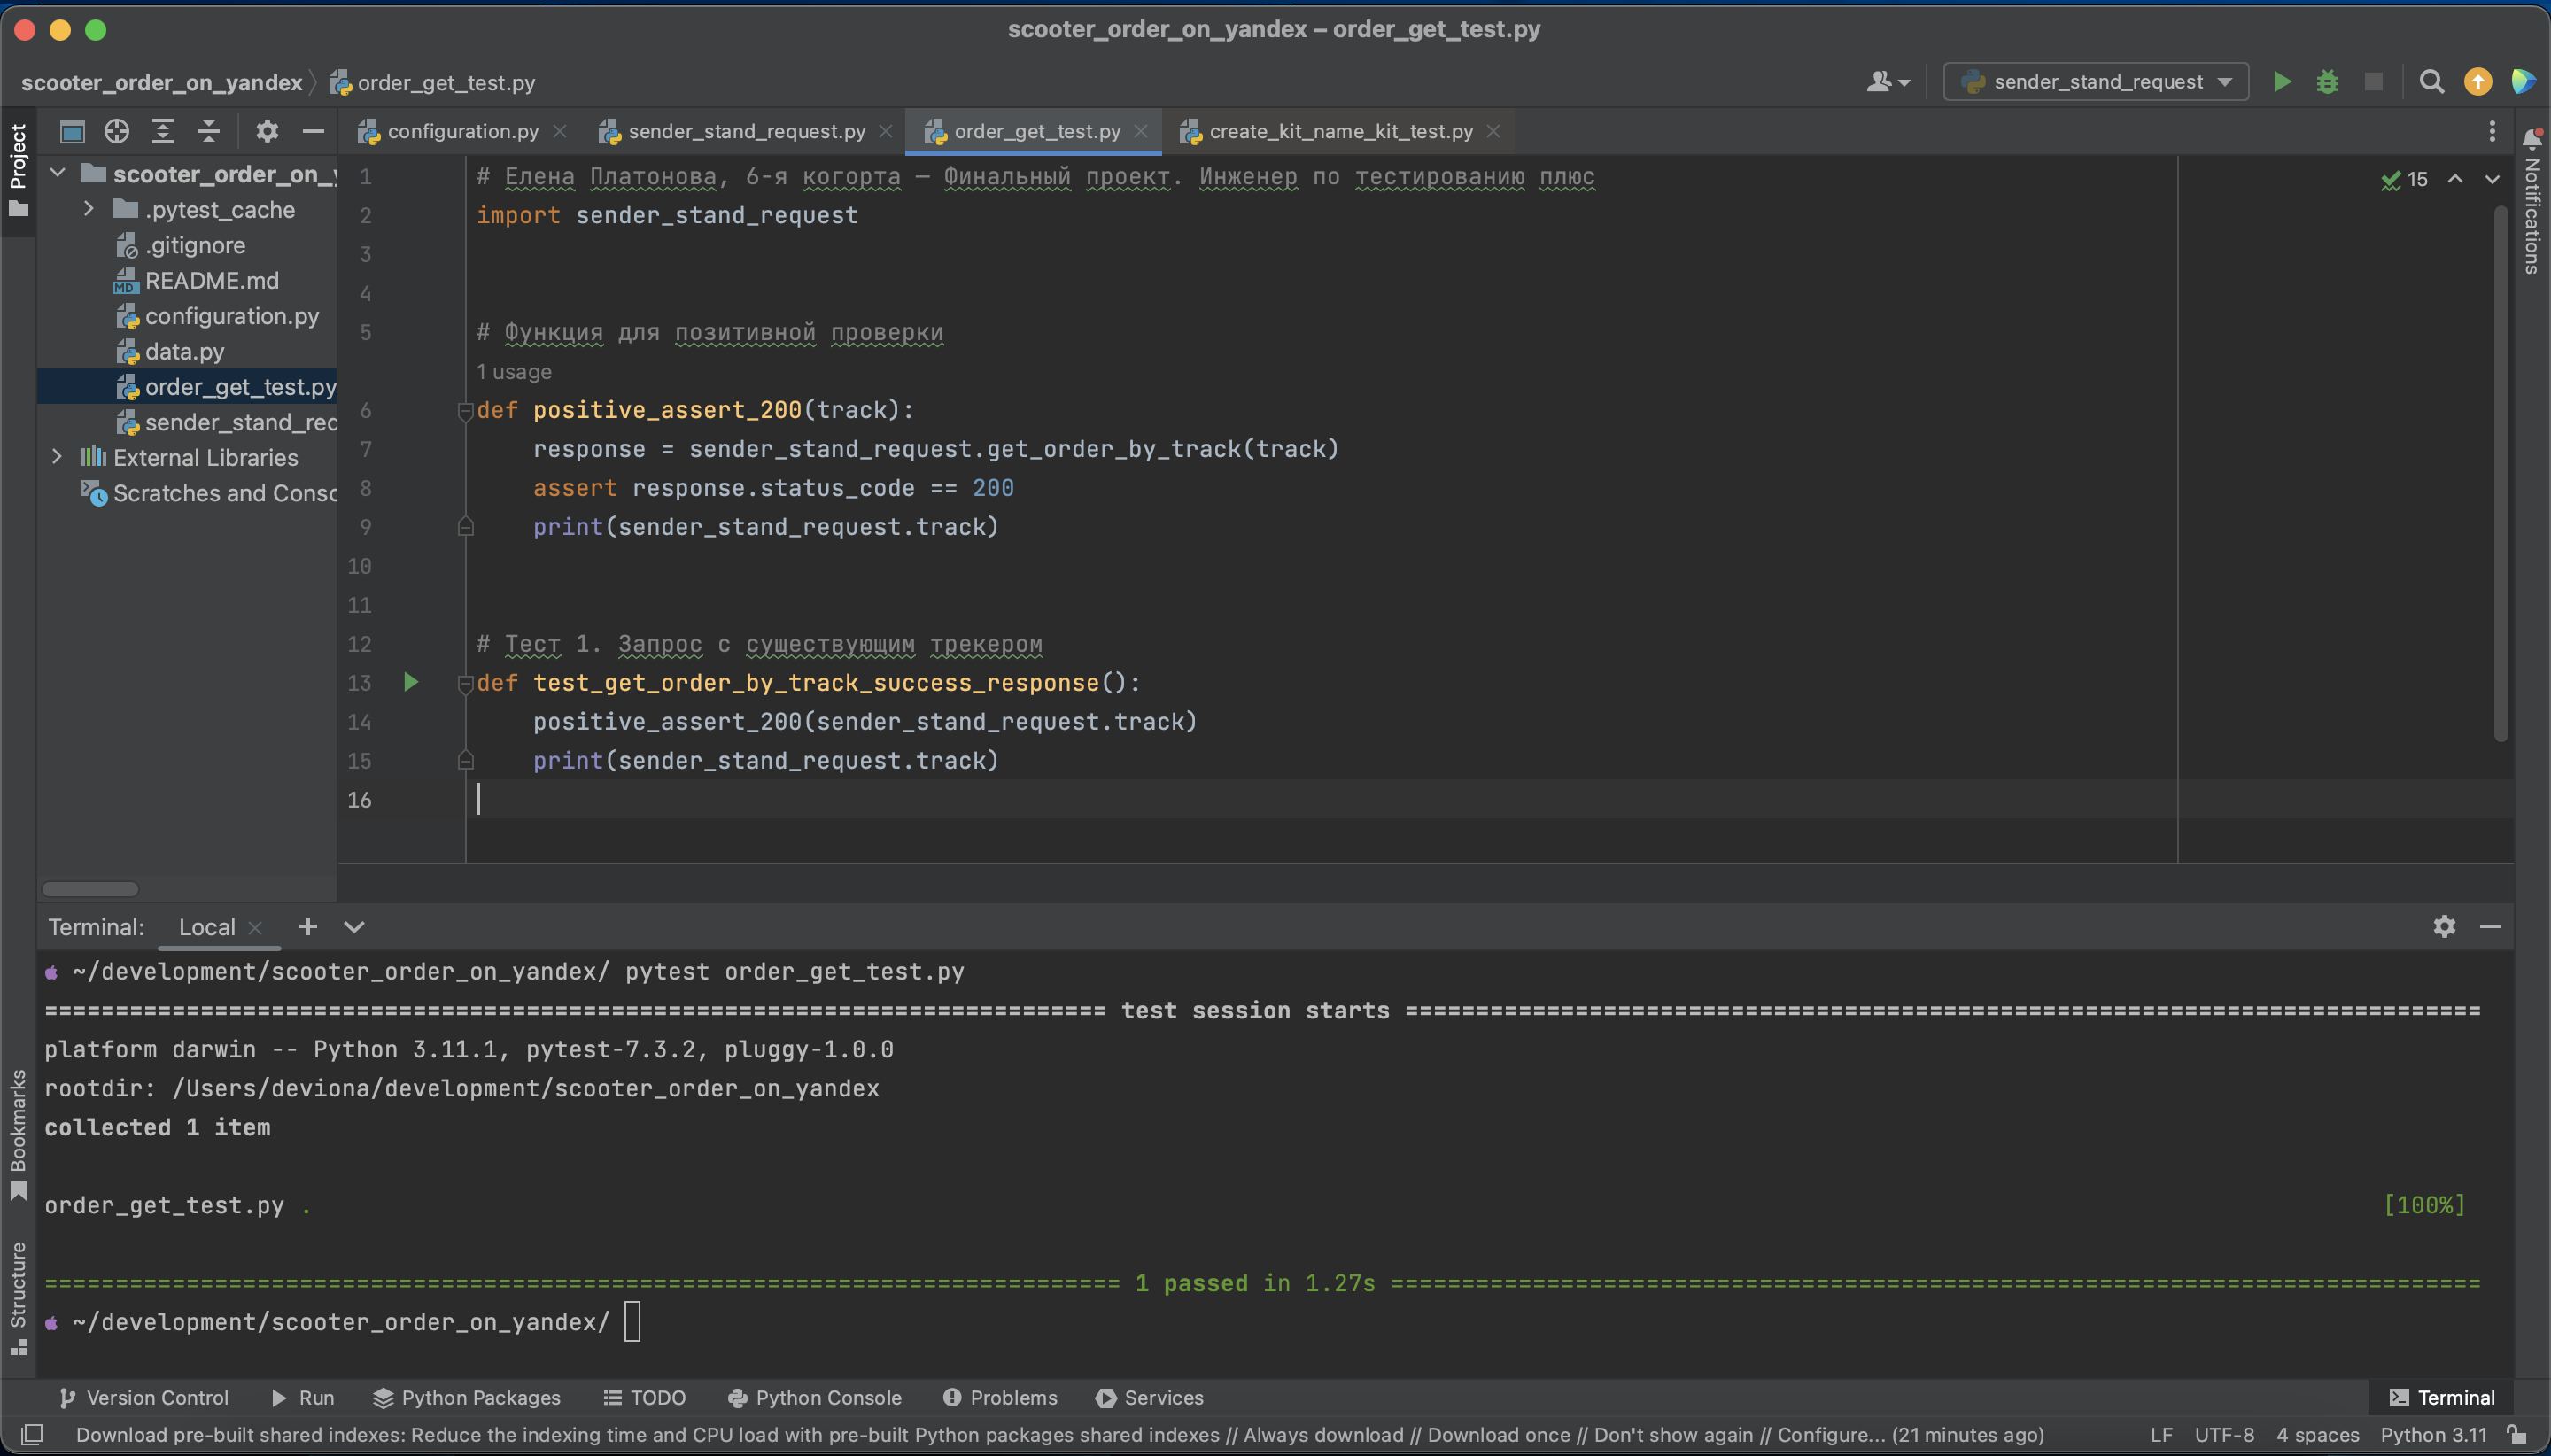 scooter_order_on_yandex – order_get_test.py
scooter_order_on_yandex order_get_test.py
sender_stand_request
Project
configuration.py
sender_stand_request.py
order_get_test.py
create_kit_name_kit_test.py
Notifications
scooter_order_on_y
.pytest_cache
.gitignore
README.md
configuration.py
data.py
order_get_test.py
sender_stand_rec
External Libraries
Scratches and Consc
15
1 # Елена Платонова, 6-я когорта — Финальный проект. Инженер по тестированию плюс
2 import sender_stand_request
3
4
5 # Функция для позитивной проверки
1 usage
6 def positive_assert_200(track):
7 response = sender_stand_request.get_order_by_track(track)
8 assert response.status_code == 200
9 print(sender_stand_request.track)
10
11
12 # Тест 1. Запрос с существующим трекером
13 def test_get_order_by_track_success_response():
14 positive_assert_200(sender_stand_request.track)
15 print(sender_stand_request.track)
16
Terminal: Local
~/development/scooter_order_on_yandex/ pytest order_get_test.py
=========================================================================== test session starts ============================================================================
platform darwin -- Python 3.11.1, pytest-7.3.2, pluggy-1.0.0
rootdir: /Users/deviona/development/scooter_order_on_yandex
collected 1 item
order_get_test.py . [100%]
============================================================================ 1 passed in 1.27s =============================================================================
~/development/scooter_order_on_yandex/
Bookmarks
Structure
Version Control Run Python Packages TODO Python Console Problems Services Terminal
Download pre-built shared indexes: Reduce the indexing time and CPU load with pre-built Python packages shared indexes // Always download // Download once // Don't show again // Configure... (21 minutes ago) LF UTF-8 4 spaces Python 3.11